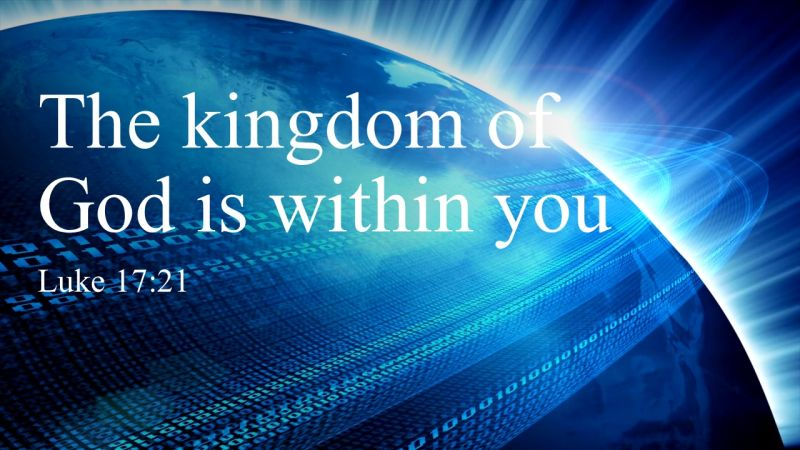 The kingdom of
God is within you
Luke 17:21